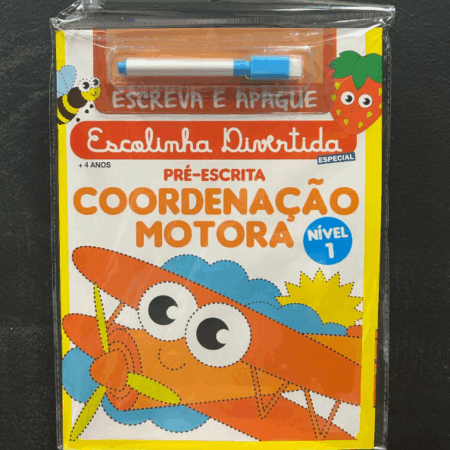 ESCREVA E APAGUE
Escolinha Divertida
ESPECIAL
+ 4 ANOS
PRÉ-ESCRITA
COORDENAÇÃO
MOTORA
NÍVEL
1